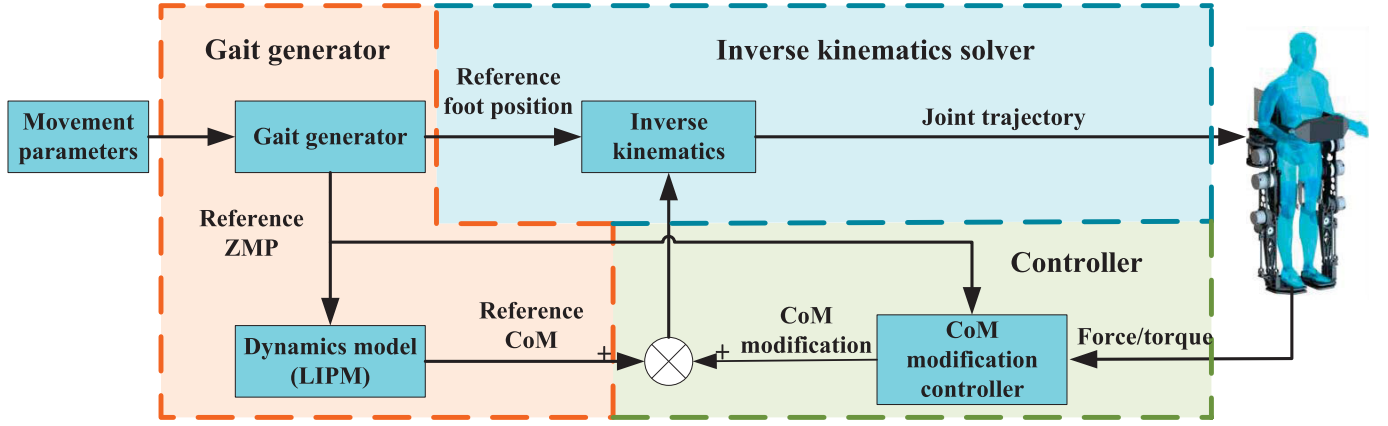 Gait generator
Inverse kinematics solver
Movement
parameters
Gait generator
Reference
foot position
Inverse
kinematics
Joint trajectory
Reference
ZMP
Controller
Dynamics model
(LIPM)
Reference
CoM
+
+
CoM
modification
CoM
modification
controller
Force/torque